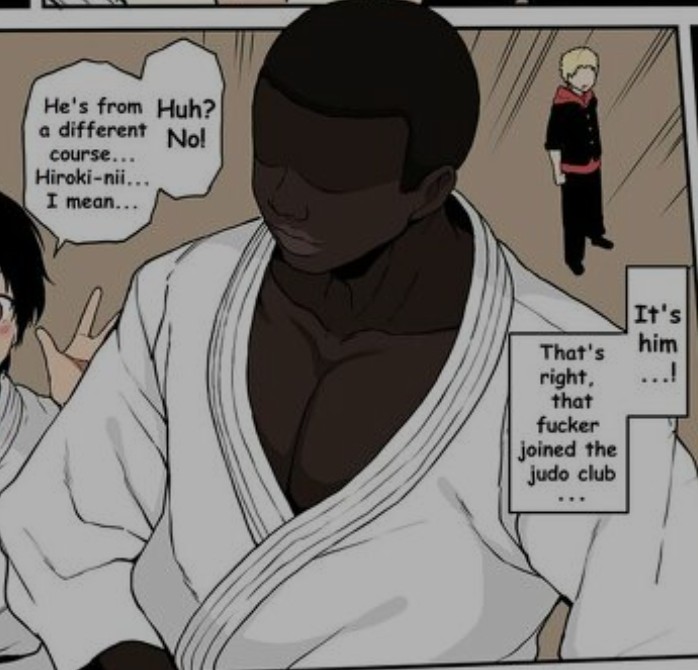 Huh?
No!
He's from
a different
course...
Hiroki-nii...
I mean...
It's
him
...!
That's
right,
that
fucker
joined the
judo club
...